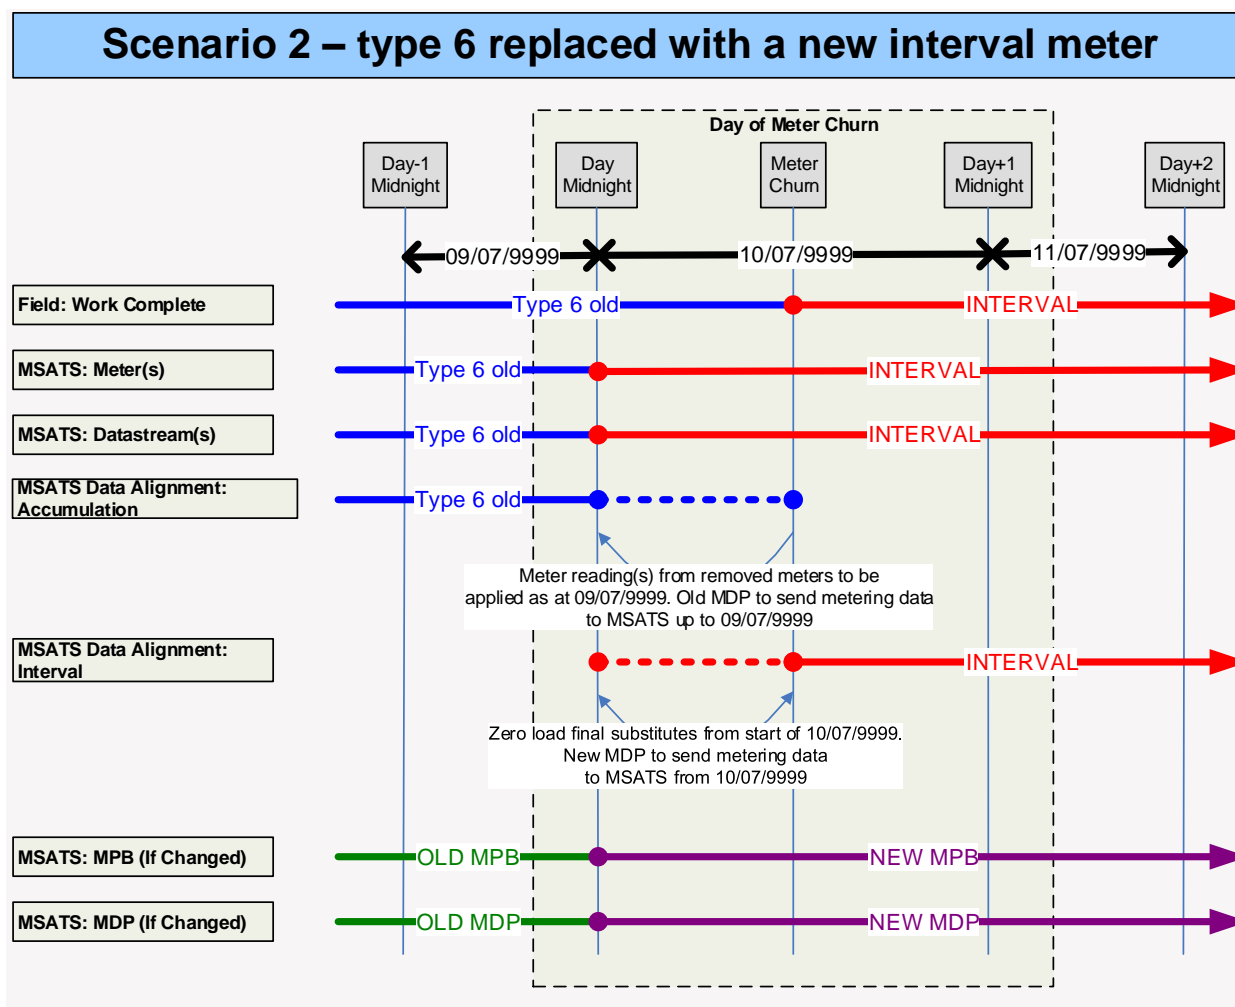 Scenario 2 – type 6 replaced with a new interval meter
Day of Meter Churn
Day-1
Midnight
Day
Midnight
Meter
Churn
Day+1
Midnight
Day+2
Midnight
09/07/9999
10/07/9999
11/07/9999
Field: Work Complete
Type 6 old
INTERVAL
MSATS: Meter(s)
Type 6 old
INTERVAL
MSATS: Datastream(s)
Type 6 old
INTERVAL
MSATS Data Alignment:
Accumulation
Type 6 old
Meter reading(s) from removed meters to be
applied as at 09/07/9999. Old MDP to send metering data
to MSATS up to 09/07/9999
MSATS Data Alignment:
Interval
INTERVAL
Zero load final substitutes from start of 10/07/9999.
New MDP to send metering data
to MSATS from 10/07/9999
MSATS: MPB (If Changed)
OLD MPB
NEW MPB
MSATS: MDP (If Changed)
OLD MDP
NEW MDP